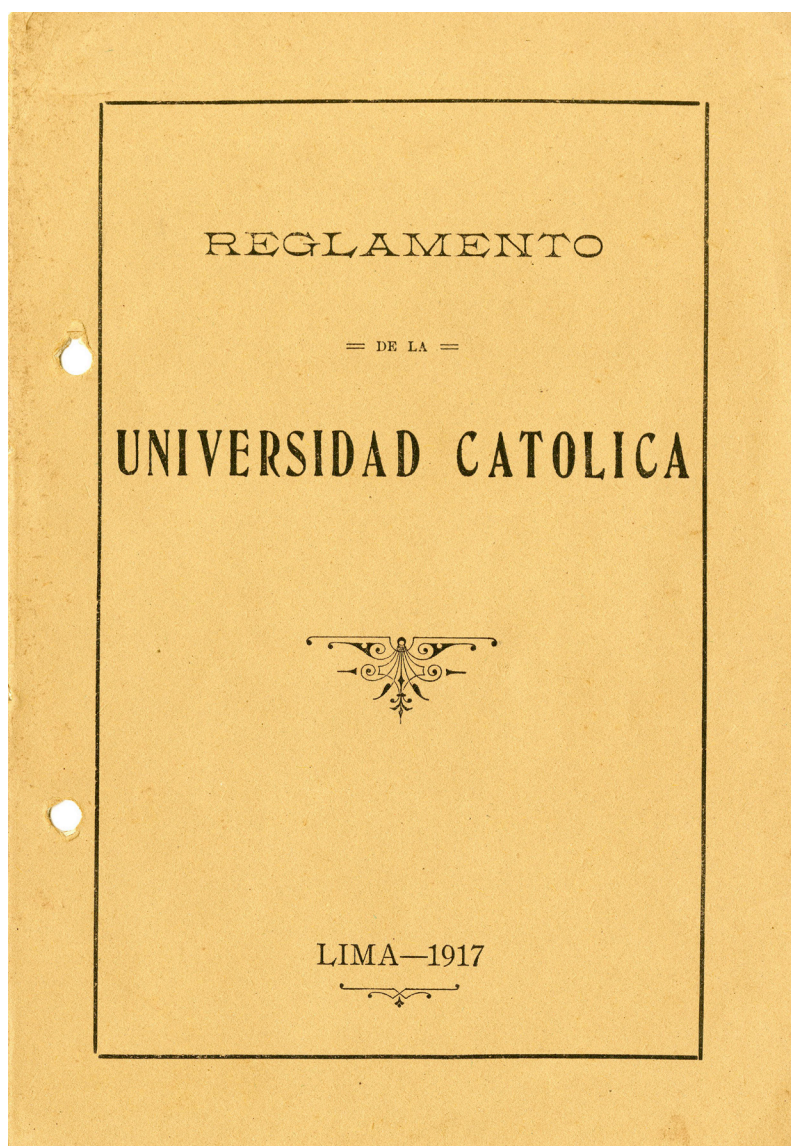 REGLAMENTO
= DE LA =
UNIVERSIDAD CATOLICA
LIMA—1917